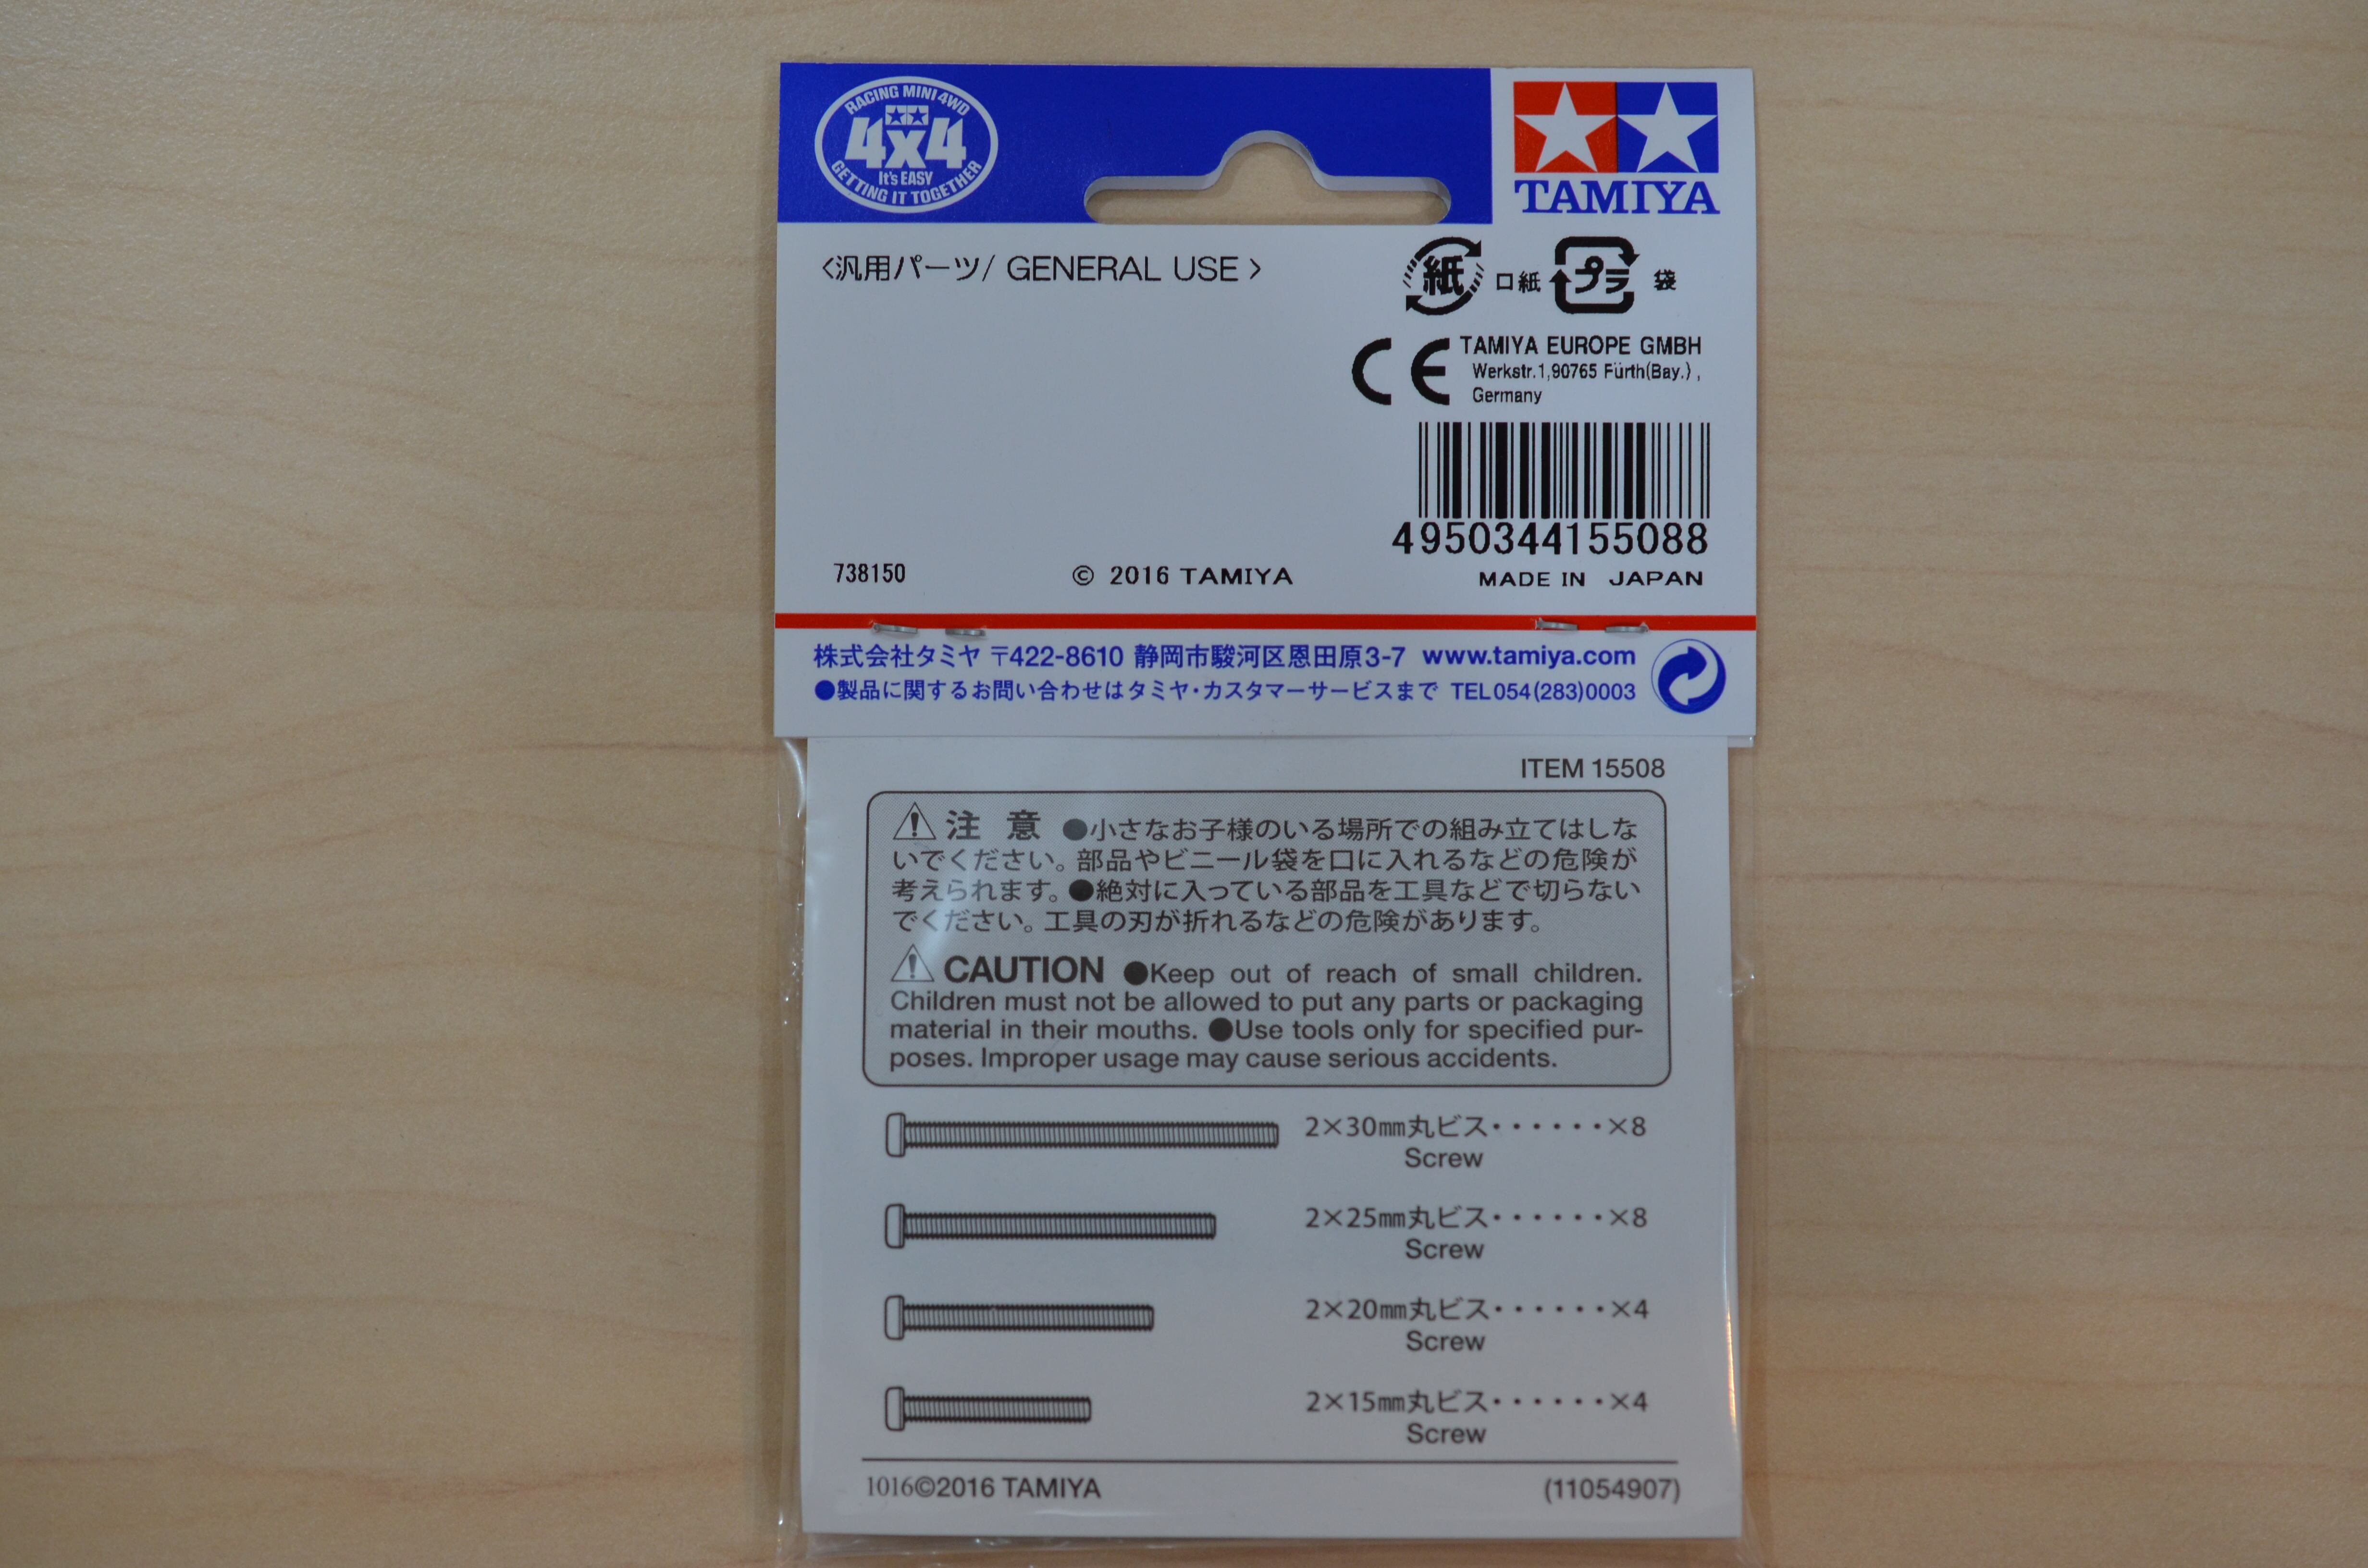 RACING MINI 4WD
4x4
It's EASY
GETTING IT TOGETHER
TAMIYA
〈汎用パーツ/ GENERAL USE〉
紙 口紙 プラ 袋
CE TAMIYA EUROPE GMBH
Werkstr.1,90765 Fürth(Bay.),
Germany
4950344155088
738150 © 2016 TAMIYA MADE IN JAPAN
株式会社タミヤ 〒422-8610 静岡市駿河区恩田原3-7 www.tamiya.com
●製品に関するお問い合わせはタミヤ・カスタマーサービスまで TEL054(283)0003
ITEM 15508
注 意 ●小さなお子様のいる場所での組み立てはしな
いでください。部品やビニール袋を口に入れるなどの危険が
考えられます。●絶対に入っている部品を工具などで切らない
でください。工具の刃が折れるなどの危険があります。
CAUTION ●Keep out of reach of small children.
Children must not be allowed to put any parts or packaging
material in their mouths. ●Use tools only for specified pur-
poses. Improper usage may cause serious accidents.
2×30㎜丸ビス・・・・・・×8
Screw
2×25㎜丸ビス・・・・・・×8
Screw
2×20㎜丸ビス・・・・・・×4
Screw
2×15㎜丸ビス・・・・・・×4
Screw
1016©2016 TAMIYA (11054907)